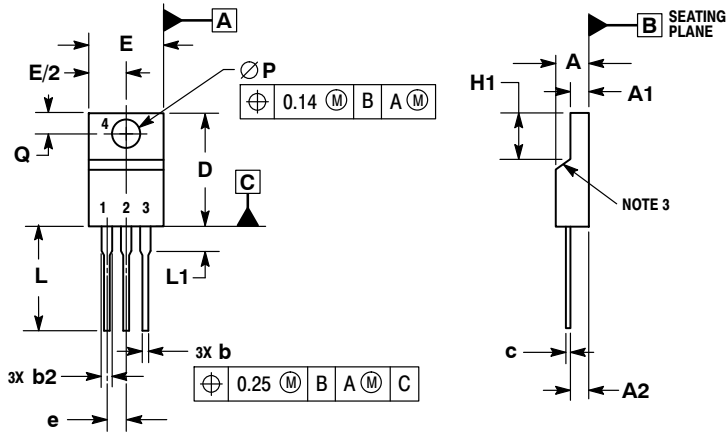 A
E
E/2
∅ P
⌖ 0.14 Ⓜ B A Ⓜ
4
Q
D
C
1 2 3
L
L1
3X b
3X b2
⌖ 0.25 Ⓜ B A Ⓜ C
e
B SEATING
PLANE
A
H1
A1
NOTE 3
c
A2